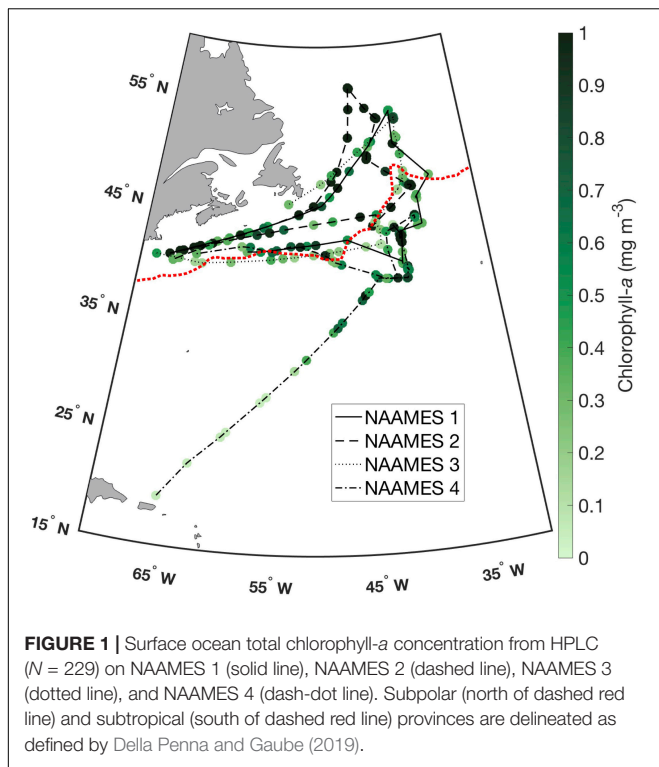 55° N
45° N
35° N
25° N
15° N
65° W
55° W
45° W
35° W
NAAMES 1
NAAMES 2
NAAMES 3
NAAMES 4
1
0.9
0.8
0.7
0.6
0.5
0.4
0.3
0.2
0.1
0
Chlorophyll-a (mg m-3)
FIGURE 1 | Surface ocean total chlorophyll-a concentration from HPLC
(N = 229) on NAAMES 1 (solid line), NAAMES 2 (dashed line), NAAMES 3
(dotted line), and NAAMES 4 (dash-dot line). Subpolar (north of dashed red
line) and subtropical (south of dashed red line) provinces are delineated as
defined by Della Penna and Gaube (2019).